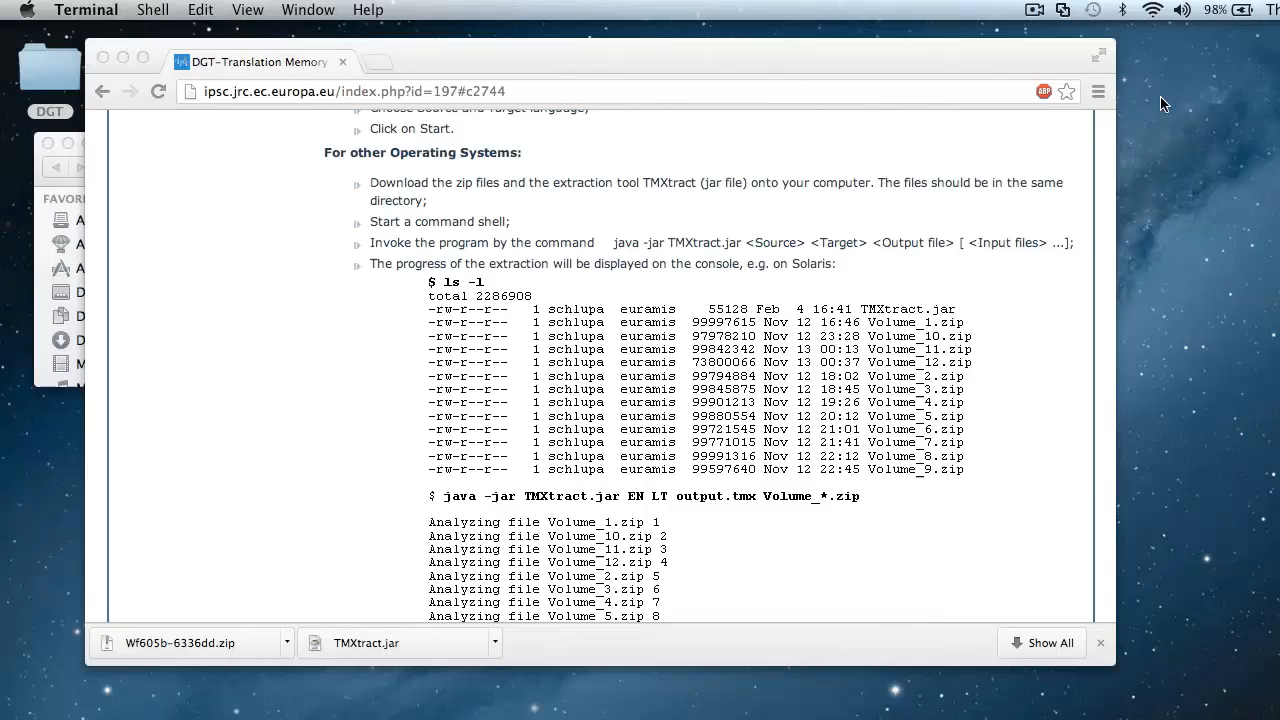 Terminal Shell Edit View Window Help 98%
DGT
DGT-Translation Memory
ipsc.jrc.ec.europa.eu/index.php?id=197#c2744
ABP
FAVORI
Choose Source and Target language;
Click on Start.
For other Operating Systems:
Download the zip files and the extraction tool TMXtract (jar file) onto your computer. The files should be in the same
directory;
Start a command shell;
Invoke the program by the command java -jar TMXtract.jar <Source> <Target> <Output file> [ <Input files> ...];
The progress of the extraction will be displayed on the console, e.g. on Solaris:
$ ls -l
total 2286908
-rw-r--r-- 1 schlupa euramis 55128 Feb 4 16:41 TMXtract.jar
-rw-r--r-- 1 schlupa euramis 99997615 Nov 12 16:46 Volume_1.zip
-rw-r--r-- 1 schlupa euramis 97978210 Nov 12 23:28 Volume_10.zip
-rw-r--r-- 1 schlupa euramis 99842342 Nov 13 00:13 Volume_11.zip
-rw-r--r-- 1 schlupa euramis 73800066 Nov 13 00:37 Volume_12.zip
-rw-r--r-- 1 schlupa euramis 99794884 Nov 12 18:02 Volume_2.zip
-rw-r--r-- 1 schlupa euramis 99845875 Nov 12 18:45 Volume_3.zip
-rw-r--r-- 1 schlupa euramis 99901213 Nov 12 19:26 Volume_4.zip
-rw-r--r-- 1 schlupa euramis 99880554 Nov 12 20:12 Volume_5.zip
-rw-r--r-- 1 schlupa euramis 99721545 Nov 12 21:01 Volume_6.zip
-rw-r--r-- 1 schlupa euramis 99771015 Nov 12 21:41 Volume_7.zip
-rw-r--r-- 1 schlupa euramis 99991316 Nov 12 22:12 Volume_8.zip
-rw-r--r-- 1 schlupa euramis 99597640 Nov 12 22:45 Volume_9.zip
$ java -jar TMXtract.jar EN LT output.tmx Volume_*.zip
Analyzing file Volume_1.zip 1
Analyzing file Volume_10.zip 2
Analyzing file Volume_11.zip 3
Analyzing file Volume_12.zip 4
Analyzing file Volume_2.zip 5
Analyzing file Volume_3.zip 6
Analyzing file Volume_4.zip 7
Analyzing file Volume_5.zip 8
Wf605b-6336dd.zip
TMXtract.jar
Show All